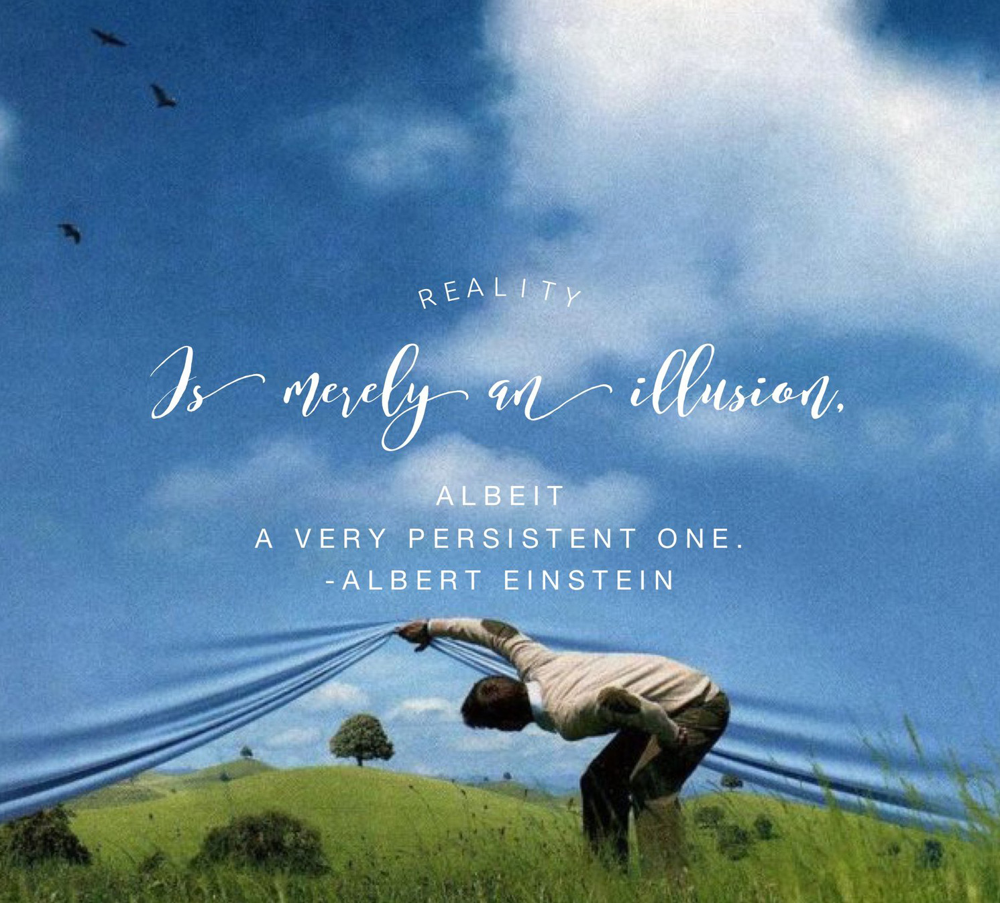 REALITY
Is merely an illusion,
ALBEIT
A VERY PERSISTENT ONE.
-ALBERT EINSTEIN